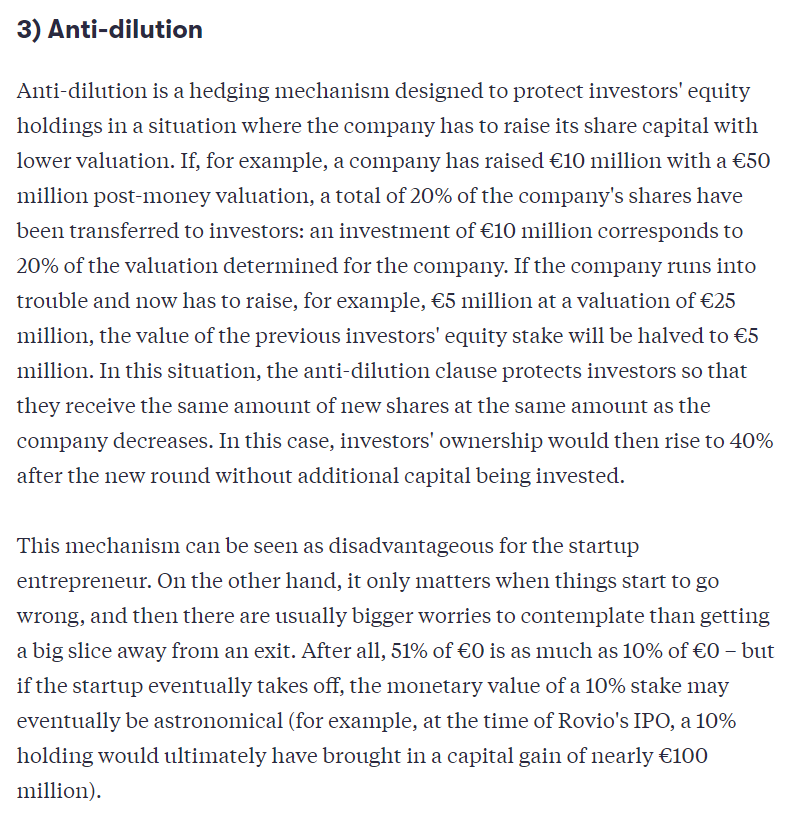 3) Anti-dilution
Anti-dilution is a hedging mechanism designed to protect investors' equity
holdings in a situation where the company has to raise its share capital with
lower valuation. If, for example, a company has raised €10 million with a €50
million post-money valuation, a total of 20% of the company's shares have
been transferred to investors: an investment of €10 million corresponds to
20% of the valuation determined for the company. If the company runs into
trouble and now has to raise, for example, €5 million at a valuation of €25
million, the value of the previous investors' equity stake will be halved to €5
million. In this situation, the anti-dilution clause protects investors so that
they receive the same amount of new shares at the same amount as the
company decreases. In this case, investors' ownership would then rise to 40%
after the new round without additional capital being invested.
This mechanism can be seen as disadvantageous for the startup
entrepreneur. On the other hand, it only matters when things start to go
wrong, and then there are usually bigger worries to contemplate than getting
a big slice away from an exit. After all, 51% of €0 is as much as 10% of €0 – but
if the startup eventually takes off, the monetary value of a 10% stake may
eventually be astronomical (for example, at the time of Rovio's IPO, a 10%
holding would ultimately have brought in a capital gain of nearly €100
million).